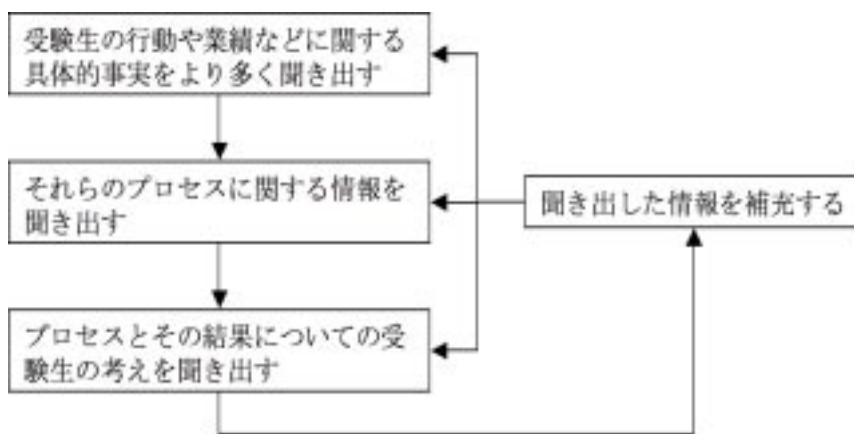 受験生の行動や業績などに関する
具体的事実をより多く聞き出す
それらのプロセスに関する情報を
聞き出す
聞き出した情報を補充する
プロセスとその結果についての受
験生の考えを聞き出す